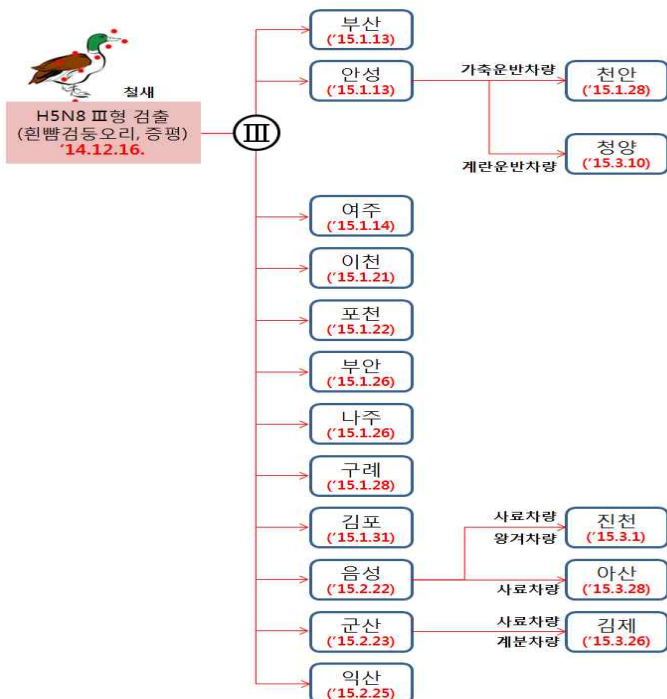 철새
H5N8 Ⅲ형 검출
(흰뺨검둥오리, 증평)
‘14.12.16.
Ⅲ
부산
(’15.1.13)
안성
(’15.1.13)
가축운반차량
천안
(’15.1.28)
계란운반차량
청양
(’15.3.10)
여주
(’15.1.14)
이천
(’15.1.21)
포천
(’15.1.22)
부안
(’15.1.26)
나주
(’15.1.26)
구례
(’15.1.28)
김포
(’15.1.31)
음성
(’15.2.22)
사료차량
왕겨차량
진천
(’15.3.1)
사료차량
아산
(’15.3.28)
군산
(’15.2.23)
사료차량
계분차량
김제
(’15.3.26)
익산
(’15.2.25)